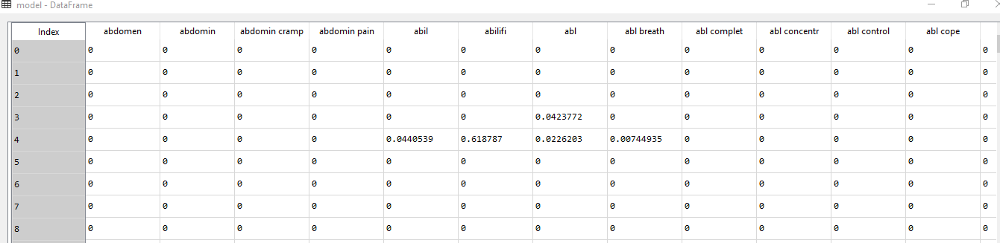 model - DataFrame
Index abdomen abdomin abdomin cramp abdomin pain abil abilifi abl abl breath abl complet abl concentr abl control abl cope
0 0 0 0 0 0 0 0 0 0 0 0 0 0
1 0 0 0 0 0 0 0 0 0 0 0 0 0
2 0 0 0 0 0 0 0 0 0 0 0 0 0
3 0 0 0 0 0 0 0.0423772 0 0 0 0 0 0
4 0 0 0 0 0.0440539 0.618787 0.0226203 0.00744935 0 0 0 0 0
5 0 0 0 0 0 0 0 0 0 0 0 0 0
6 0 0 0 0 0 0 0 0 0 0 0 0 0
7 0 0 0 0 0 0 0 0 0 0 0 0 0
8 0 0 0 0 0 0 0 0 0 0 0 0 0